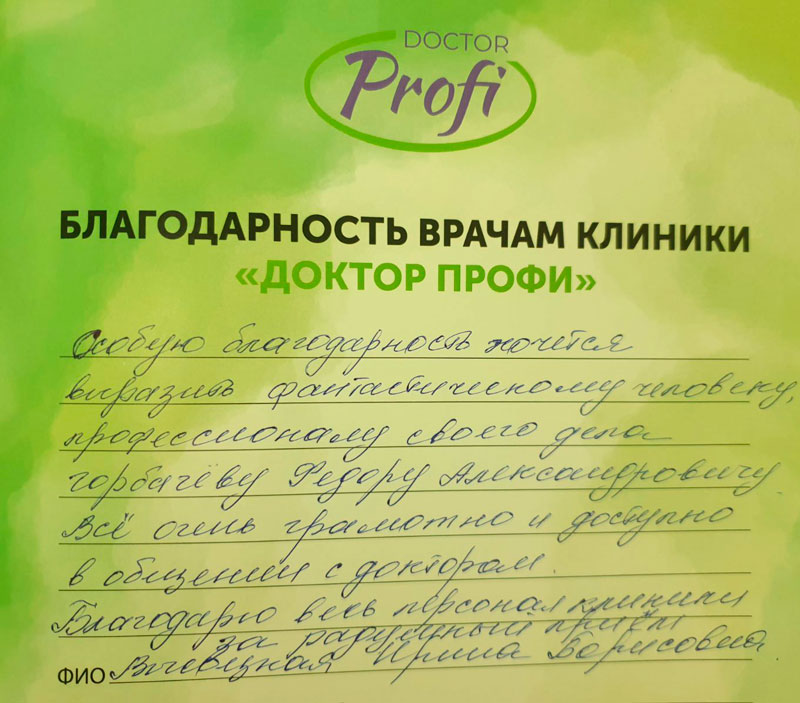 DOCTOR
Profi
БЛАГОДАРНОСТЬ ВРАЧАМ КЛИНИКИ
«ДОКТОР ПРОФИ»
Особую благодарность хочется
выразить фантастическому человеку,
профессионалу своего дела
Горбачёву Федору Александровичу.
Всё очень грамотно и доступно
в общении с доктором.
Благодарю весь персонал клиники
за радушный приём
ФИО Ирина Борисовна